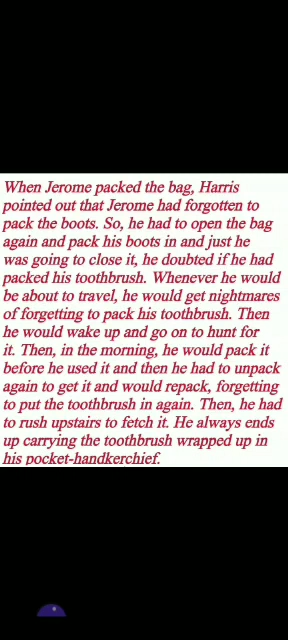 When Jerome packed the bag, Harris
pointed out that Jerome had forgotten to
pack the boots. So, he had to open the bag
again and pack his boots in and just he
was going to close it, he doubted if he had
packed his toothbrush. Whenever he would
be about to travel, he would get nightmares
of forgetting to pack his toothbrush. Then
he would wake up and go on to hunt for
it. Then, in the morning, he would pack it
before he used it and then he had to unpack
again to get it and would repack, forgetting
to put the toothbrush in again. Then, he had
to rush upstairs to fetch it. He always ends
up carrying the toothbrush wrapped up in
his pocket-handkerchief.